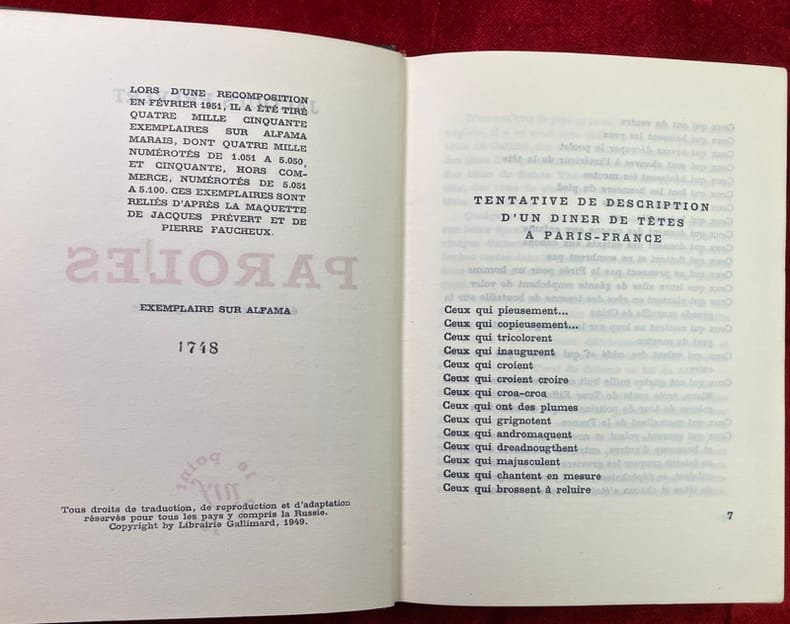 LORS D'UNE RECOMPOSITION
EN FÉVRIER 1951, IL A ÉTÉ TIRÉ
QUATRE MILLE CINQUANTE
EXEMPLAIRES SUR ALFAMA
MARAIS, DONT QUATRE MILLE
NUMÉROTÉS DE 1.051 A 5.050,
ET CINQUANTE, HORS COM-
MERCE, NUMÉROTÉS DE 5.051
A 5.100. CES EXEMPLAIRES SONT
RELIÉS D'APRÈS LA MAQUETTE
DE JACQUES PRÉVERT ET DE
PIERRE FAUCHEUX.
PAROLES
EXEMPLAIRE SUR ALFAMA
1748
le Point
nrf
Tous droits de traduction, de reproduction et d'adaptation
réservés pour tous les pays y compris la Russie.
Copyright by Librairie Gallimard, 1949.
TENTATIVE DE DESCRIPTION
D'UN DINER DE TÊTES
A PARIS-FRANCE
Ceux qui pieusement...
Ceux qui copieusement...
Ceux qui tricolorent
Ceux qui inaugurent
Ceux qui croient
Ceux qui croient croire
Ceux qui croa-croa
Ceux qui ont des plumes
Ceux qui grignotent
Ceux qui andromaquent
Ceux qui dreadnougthent
Ceux qui majusculent
Ceux qui chantent en mesure
Ceux qui brossent à reluire
7